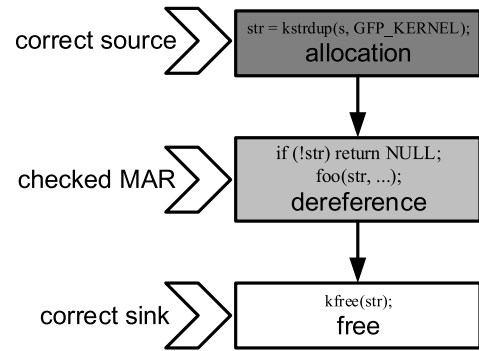 correct source
str = kstrdup(s, GFP_KERNEL);
allocation
checked MAR
if (!str) return NULL;
foo(str, ...);
dereference
correct sink
kfree(str);
free